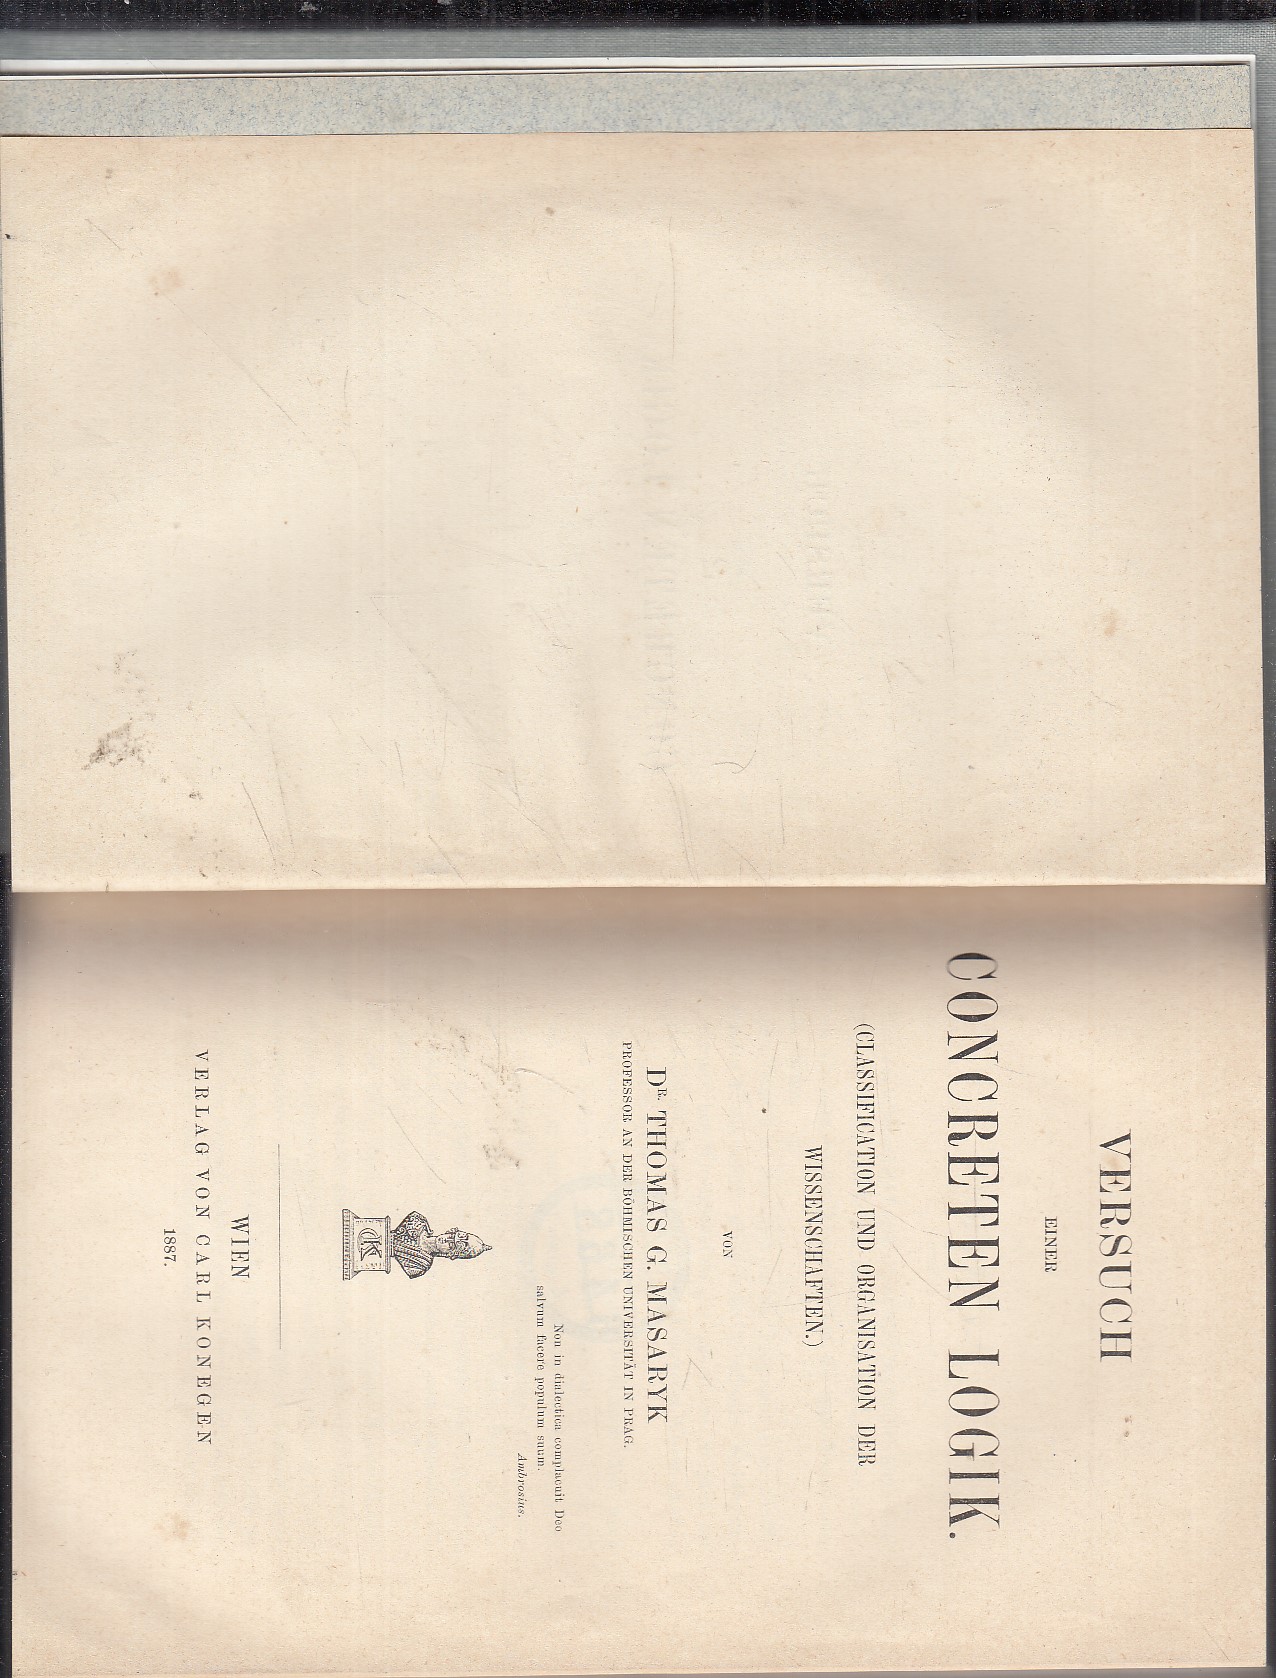 VERSUCH
EINER
CONCRETEN LOGIK.
(CLASSIFICATION UND ORGANISATION DER
WISSENSCHAFTEN.)
VON
DR. THOMAS G. MASARYK
PROFESSOR AN DER BÖHMISCHEN UNIVERSITÄT IN PRAG.
Non in dialectica complacuit Deo
salvum facere populum suum.
Ambrosius.
CK
WIEN
VERLAG VON CARL KONEGEN
1887.